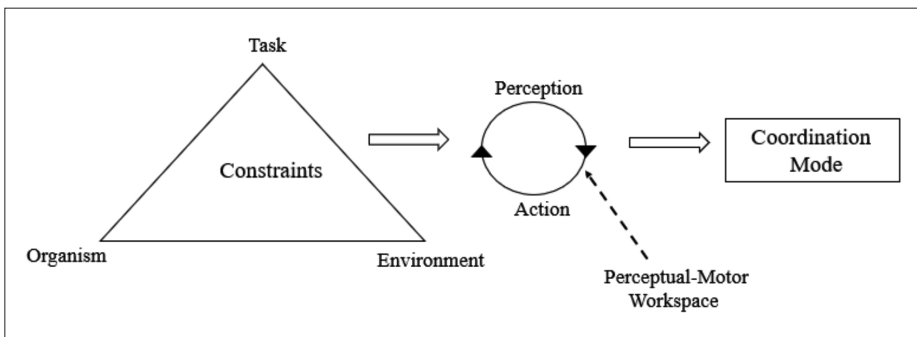 Task
Perception
Constraints
Coordination
Mode
Action
Organism
Environment
Perceptual-Motor
Workspace